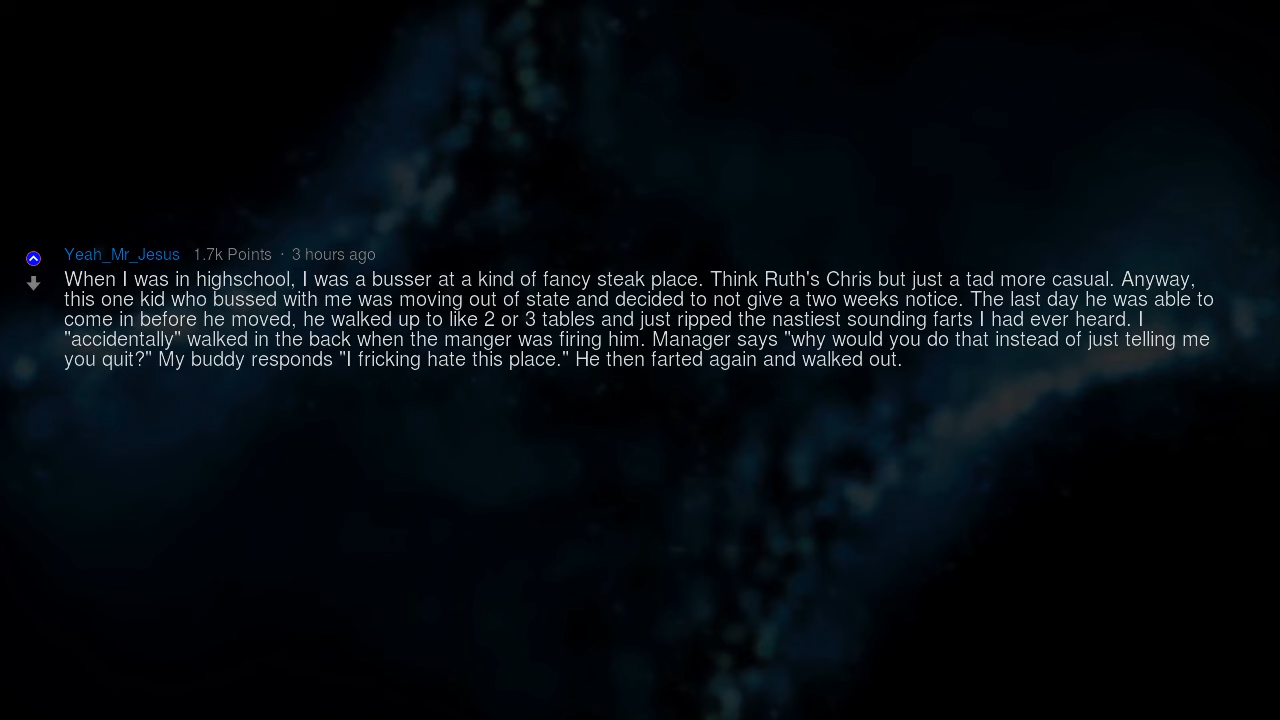 Yeah_Mr_Jesus 1.7k Points · 3 hours ago
When I was in highschool, I was a busser at a kind of fancy steak place. Think Ruth's Chris but just a tad more casual. Anyway,
this one kid who bussed with me was moving out of state and decided to not give a two weeks notice. The last day he was able to
come in before he moved, he walked up to like 2 or 3 tables and just ripped the nastiest sounding farts I had ever heard. I
"accidentally" walked in the back when the manger was firing him. Manager says "why would you do that instead of just telling me
you quit?" My buddy responds "I fricking hate this place." He then farted again and walked out.